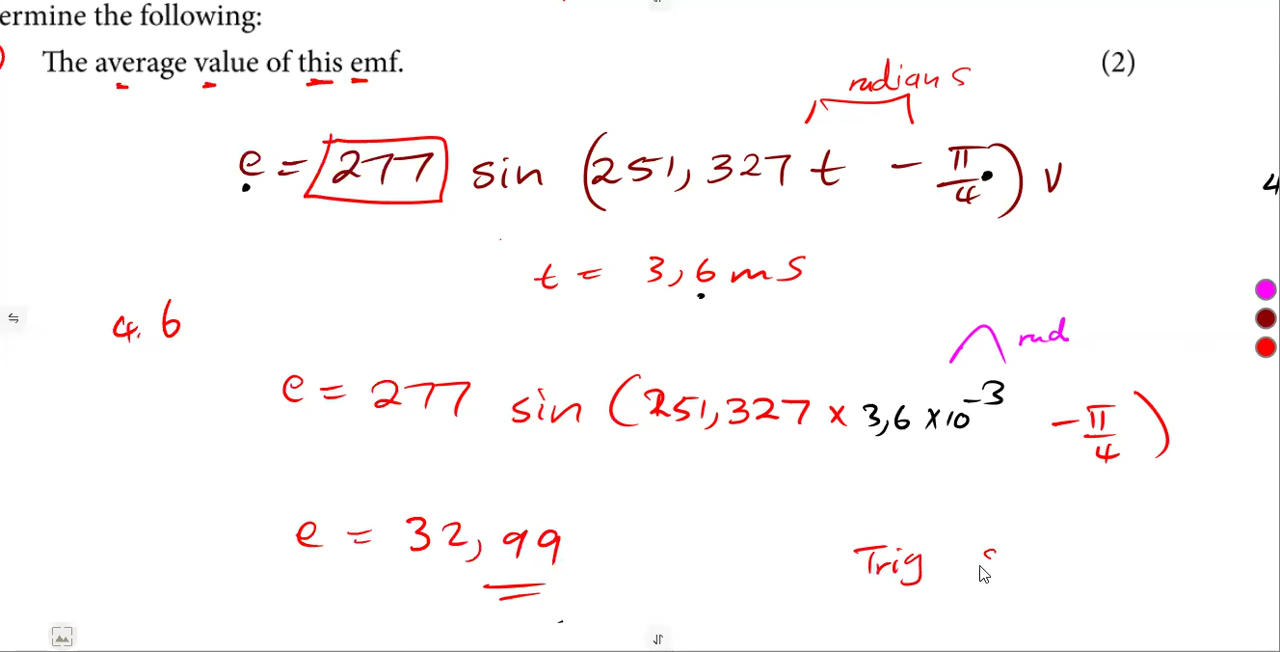 ermine the following:
) The average value of this emf. (2)
radians
e = 277 sin (251,327 t - π/4) v
4
t = 3,6 ms
4.6
rad
e = 277 sin (251,327 × 3,6 ×10⁻³ - π/4)
e = 32,99
Trig